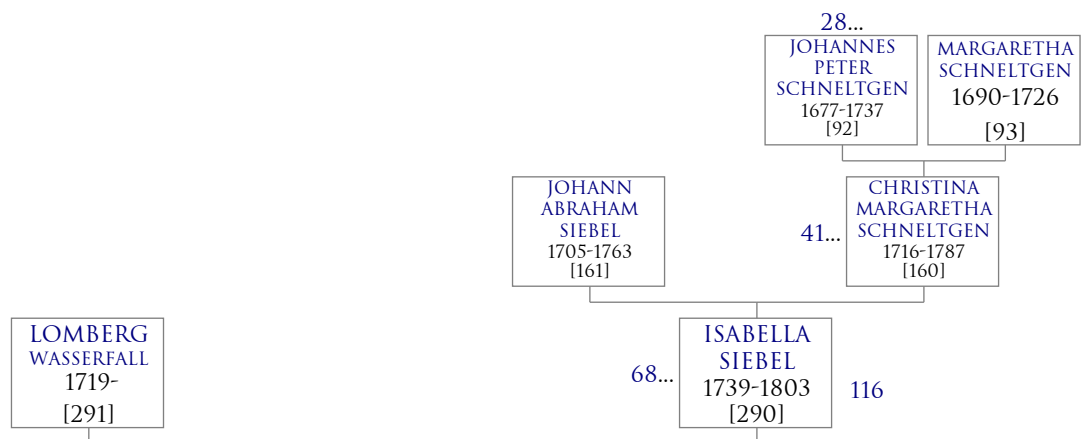 28...
JOHANNES
PETER
SCHNELTGEN
1677-1737
[92]
MARGARETHA
SCHNELTGEN
1690-1726
[93]
JOHANN
ABRAHAM
SIEBEL
1705-1763
[161]
41...
CHRISTINA
MARGARETHA
SCHNELTGEN
1716-1787
[160]
LOMBERG
WASSERFALL
1719-
[291]
68...
ISABELLA
SIEBEL
1739-1803
[290]
116